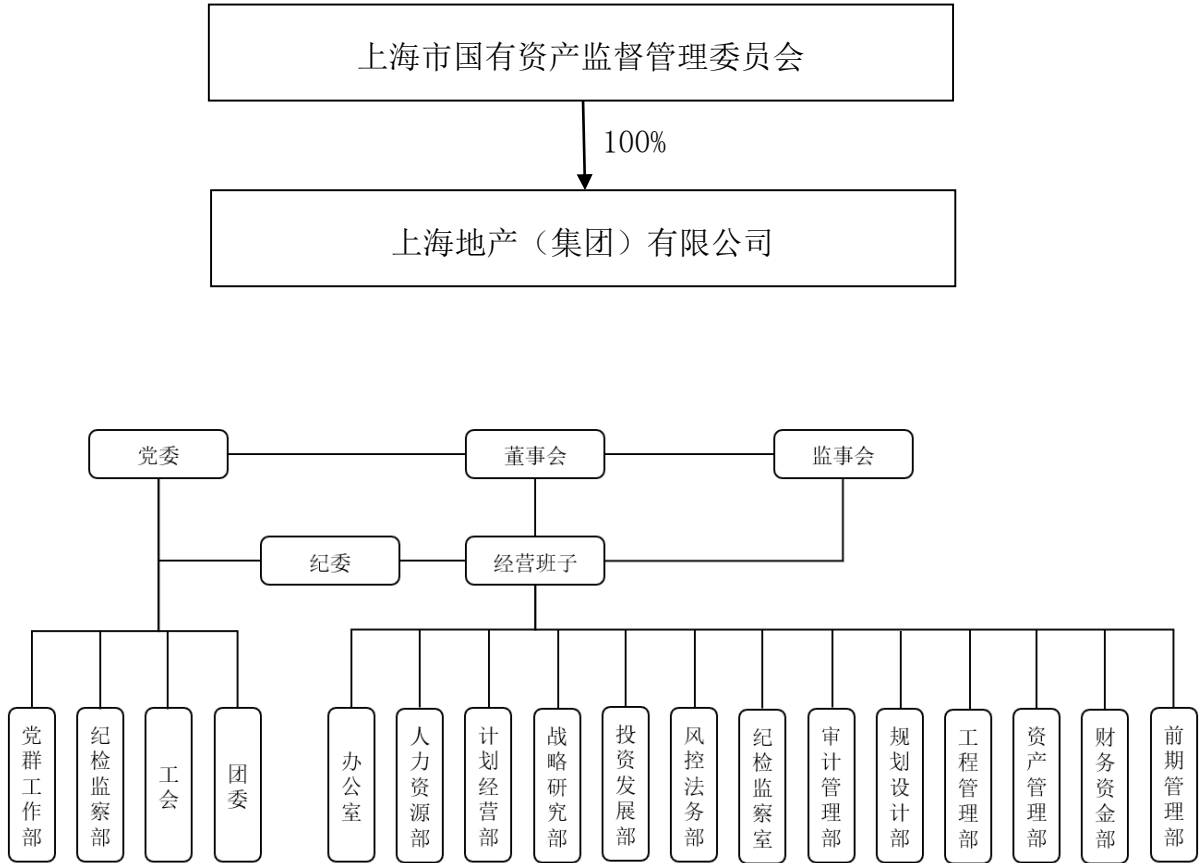 上海市国有资产监督管理委员会
100%
上海地产（集团）有限公司
党委
董事会
监事会
纪委
经营班子
党群工作部
纪检监察部
工会
团委
办公室
人力资源部
计划经营部
战略研究部
投资发展部
风控法务部
纪检监察室
审计管理部
规划设计部
工程管理部
资产管理部
财务资金部
前期管理部